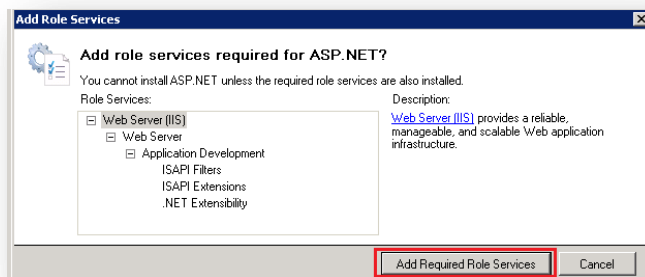 Add Role Services
Add role services required for ASP.NET?
You cannot install ASP.NET unless the required role services are also installed.
Role Services:
Web Server (IIS)
Web Server
Application Development
ISAPI Filters
ISAPI Extensions
.NET Extensibility
Description:
Web Server (IIS) provides a reliable,
manageable, and scalable Web application
infrastructure.
Add Required Role Services
Cancel